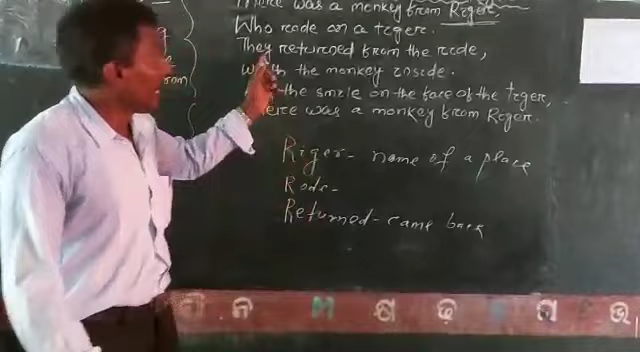 There was a monkey from Riger,
Who rode on a tiger.
They returned from the ride,
With the monkey inside.
the smile on the face of the tiger,
There was a monkey from Riger.
Riger - name of a place
Rode -
Returned - came back
ନ ମ କ୍ଷ ଢ଼